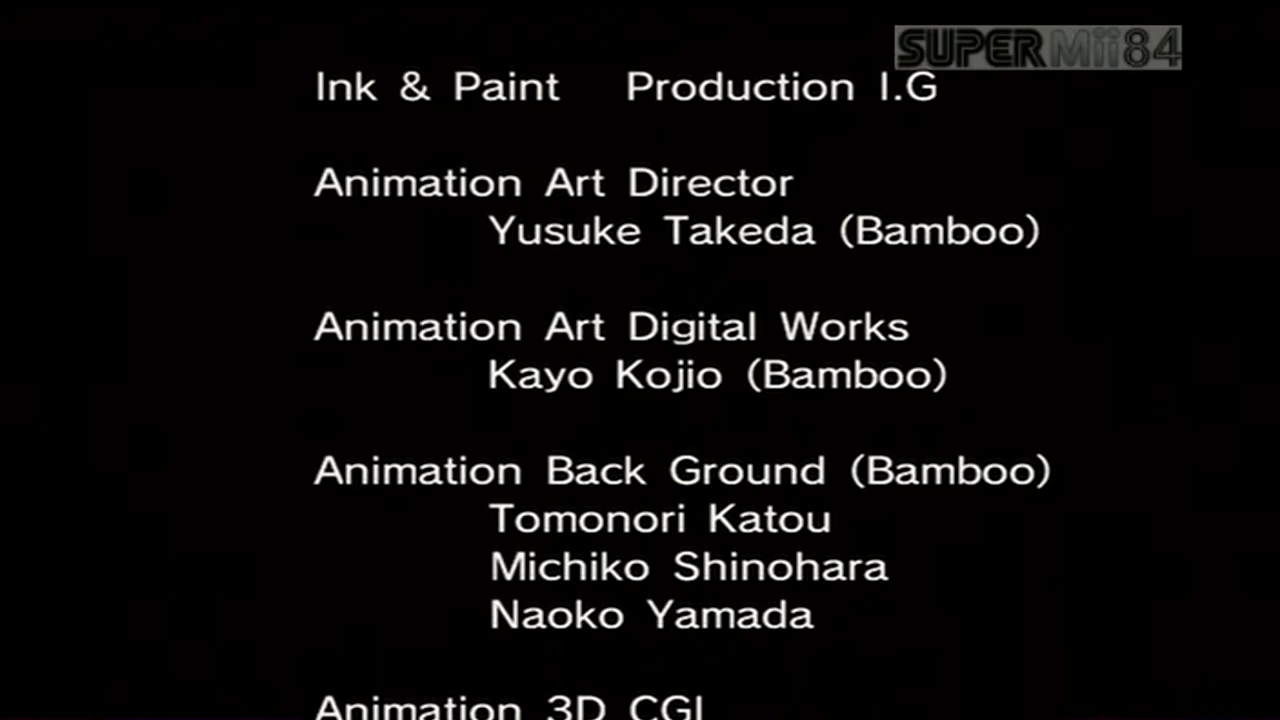 SUPERMii84
Ink & Paint Production I.G
Animation Art Director
Yusuke Takeda (Bamboo)
Animation Art Digital Works
Kayo Kojio (Bamboo)
Animation Back Ground (Bamboo)
Tomonori Katou
Michiko Shinohara
Naoko Yamada
Animation 3D CGI